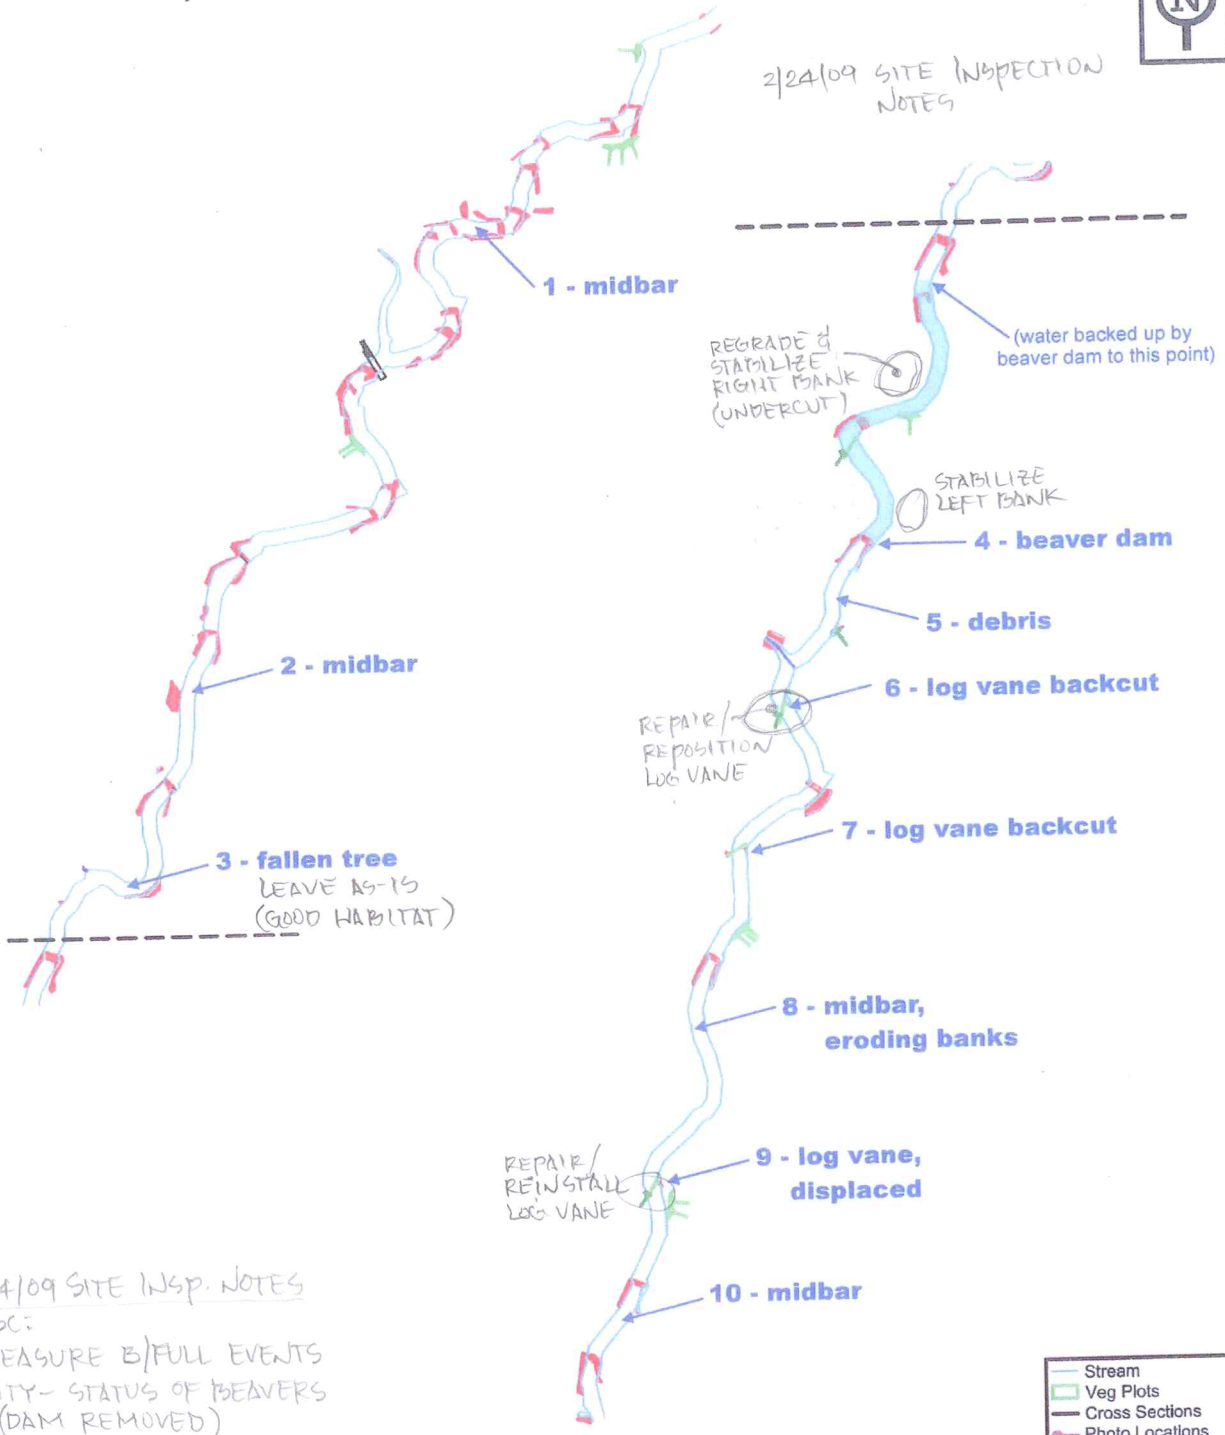 N
2/24/09 SITE INSPECTION
NOTES
1 - midbar
(water backed up by
beaver dam to this point)
REGRADE &
STABILIZE
RIGHT BANK
(UNDERCUT)
STABILIZE
LEFT BANK
4 - beaver dam
5 - debris
2 - midbar
6 - log vane backcut
REPAIR/
REPOSITION
LOG VANE
7 - log vane backcut
3 - fallen tree
LEAVE AS-IS
(GOOD HABITAT)
8 - midbar,
eroding banks
REPAIR/
REINSTALL
LOG VANE
9 - log vane,
displaced
4/09 SITE INSP. NOTES
10 - midbar
EASURE B/FULL EVENTS
TY- STATUS OF BEAVERS
(DAM REMOVED)
Stream
Veg Plots
Cross Sections
Photo Locations